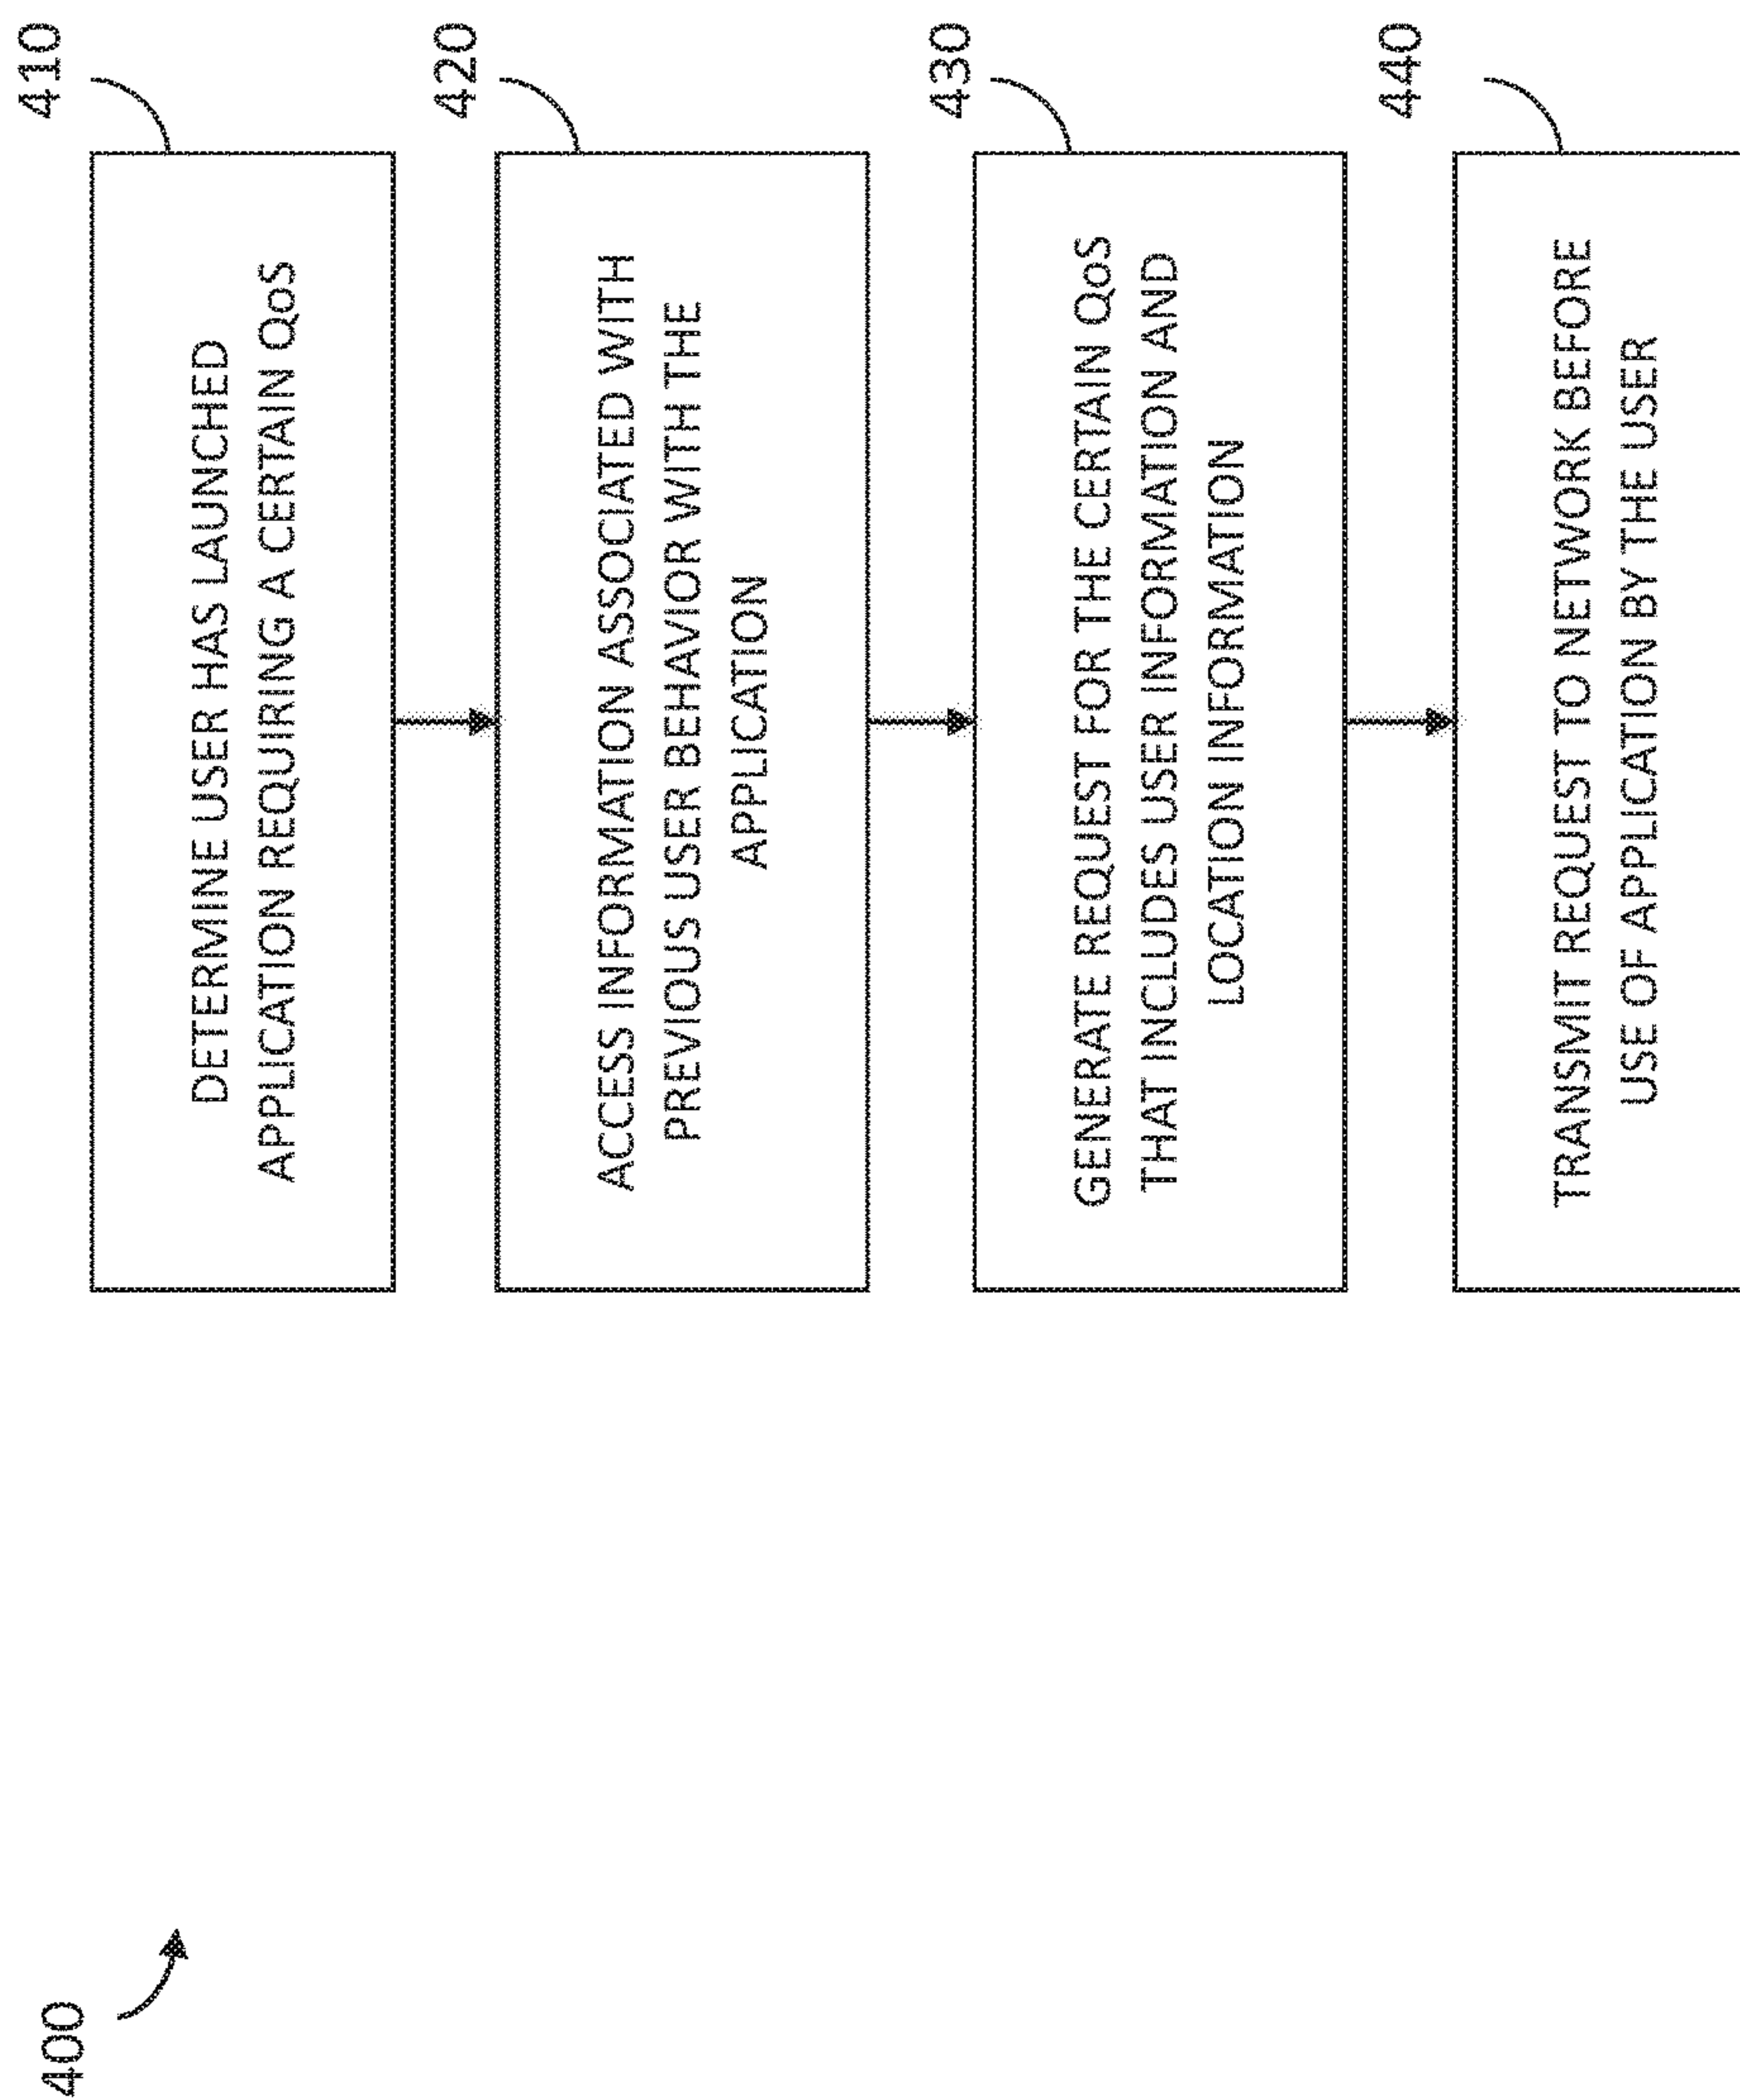 400
410
DETERMINE USER HAS LAUNCHED
APPLICATION REQUIRING A CERTAIN QoS
420
ACCESS INFORMATION ASSOCIATED WITH
PREVIOUS USER BEHAVIOR WITH THE
APPLICATION
430
GENERATE REQUEST FOR THE CERTAIN QoS
THAT INCLUDES USER INFORMATION AND
LOCATION INFORMATION
440
TRANSMIT REQUEST TO NETWORK BEFORE
USE OF APPLICATION BY THE USER